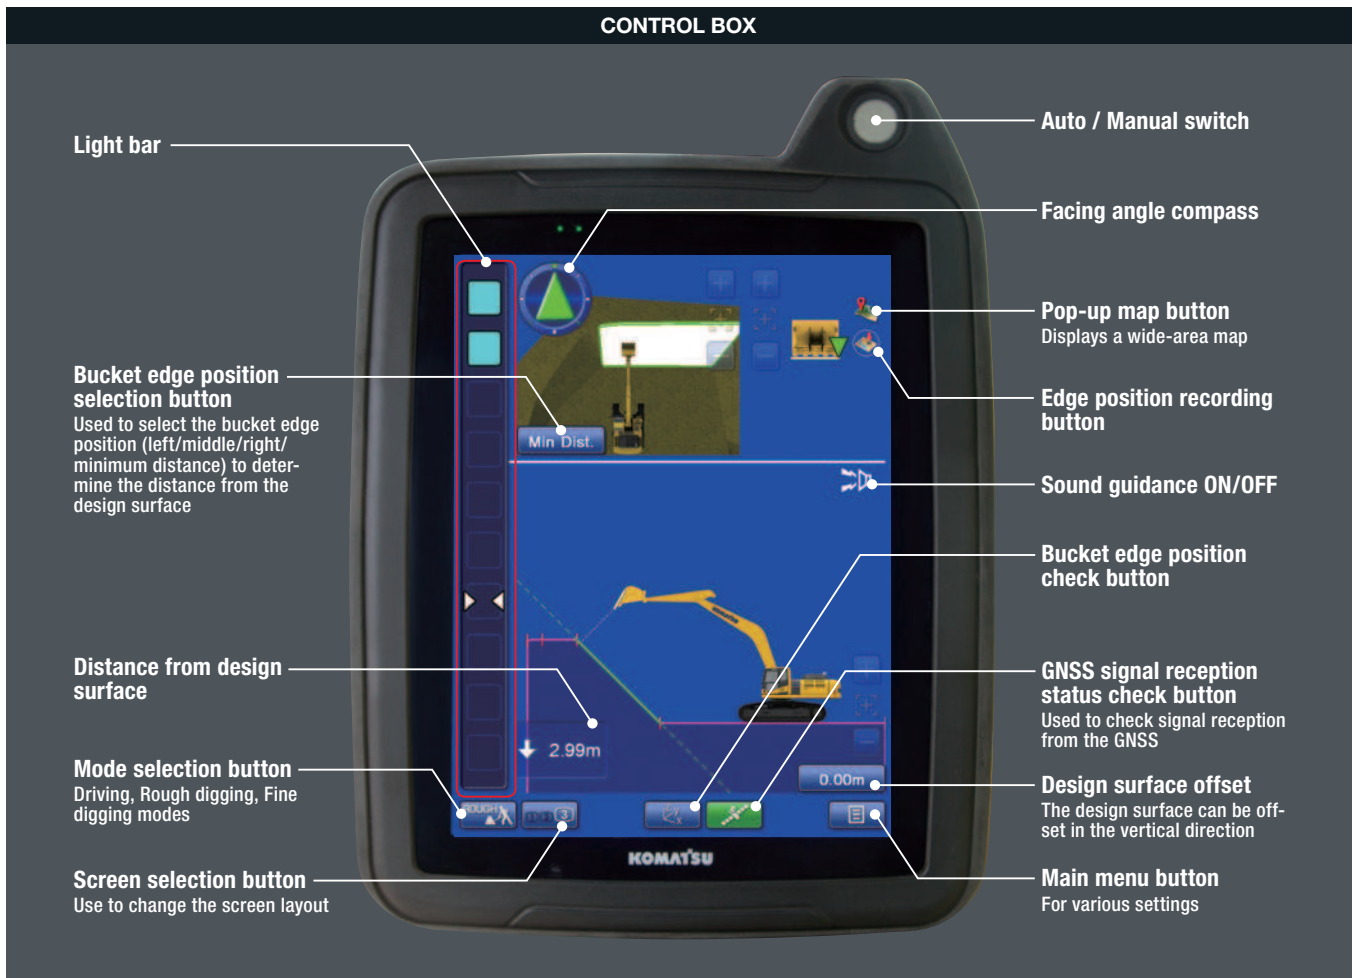 CONTROL BOX
Light bar
Bucket edge position
selection button
Used to select the bucket edge
position (left/middle/right/
minimum distance) to deter-
mine the distance from the
design surface
Distance from design
surface
Mode selection button
Driving, Rough digging, Fine
digging modes
Screen selection button
Use to change the screen layout
Min Dist.
2.99m
0.00m
ROUGH
3
KOMATSU
Auto / Manual switch
Facing angle compass
Pop-up map button
Displays a wide-area map
Edge position recording
button
Sound guidance ON/OFF
Bucket edge position
check button
GNSS signal reception
status check button
Used to check signal reception
from the GNSS
Design surface offset
The design surface can be off-
set in the vertical direction
Main menu button
For various settings